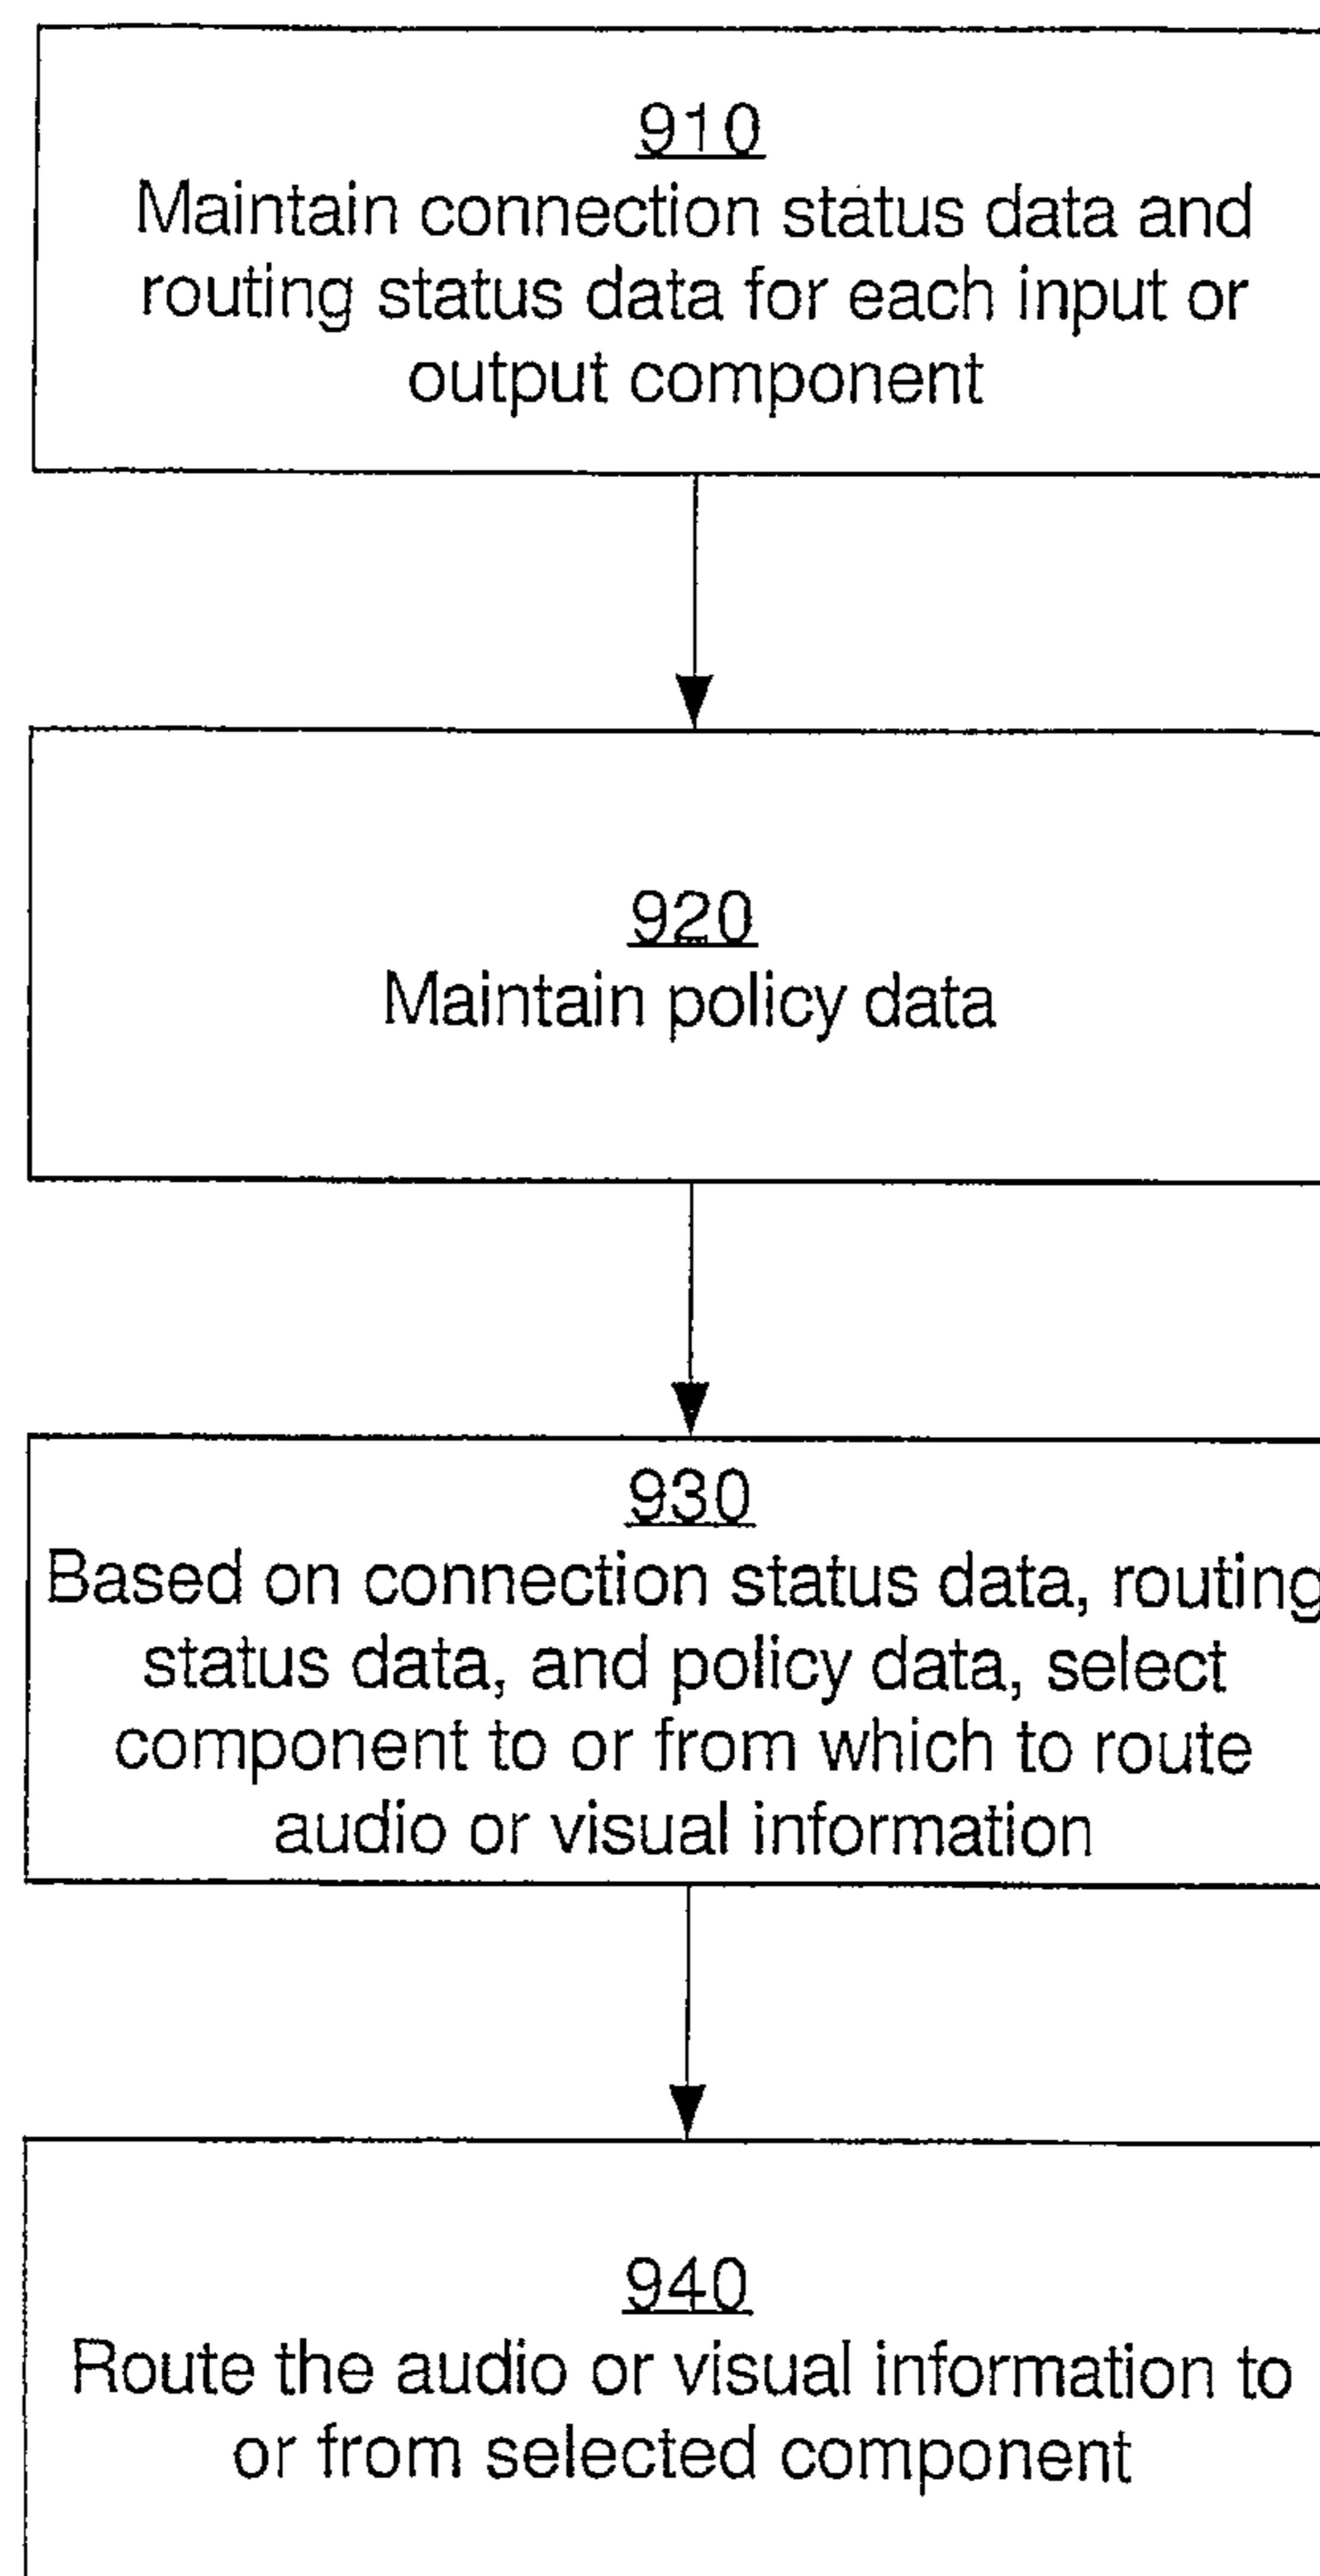 910
Maintain connection status data and
routing status data for each input or
output component
920
Maintain policy data
930
Based on connection status data, routing
status data, and policy data, select
component to or from which to route
audio or visual information
940
Route the audio or visual information to
or from selected component